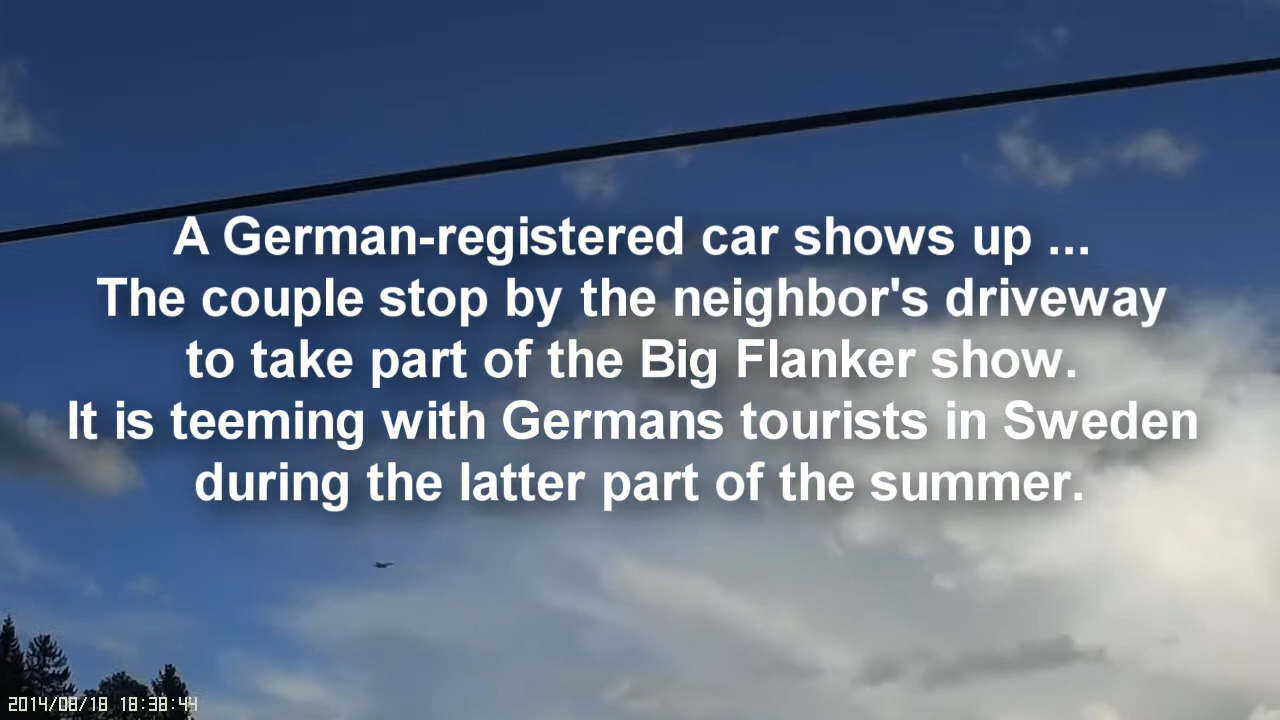 A German-registered car shows up ...
The couple stop by the neighbor's driveway
to take part of the Big Flanker show.
It is teeming with Germans tourists in Sweden
during the latter part of the summer.
2014/08/18 18:38:44